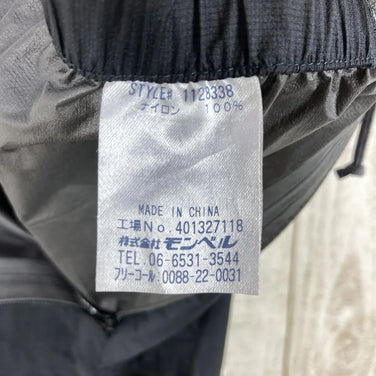 STYLE# 1128338
ナイロン 100%
MADE IN CHINA
工場No.401327118
株式会社モンベル
TEL.06-6531-3544
フリーコール.0088-22-0031